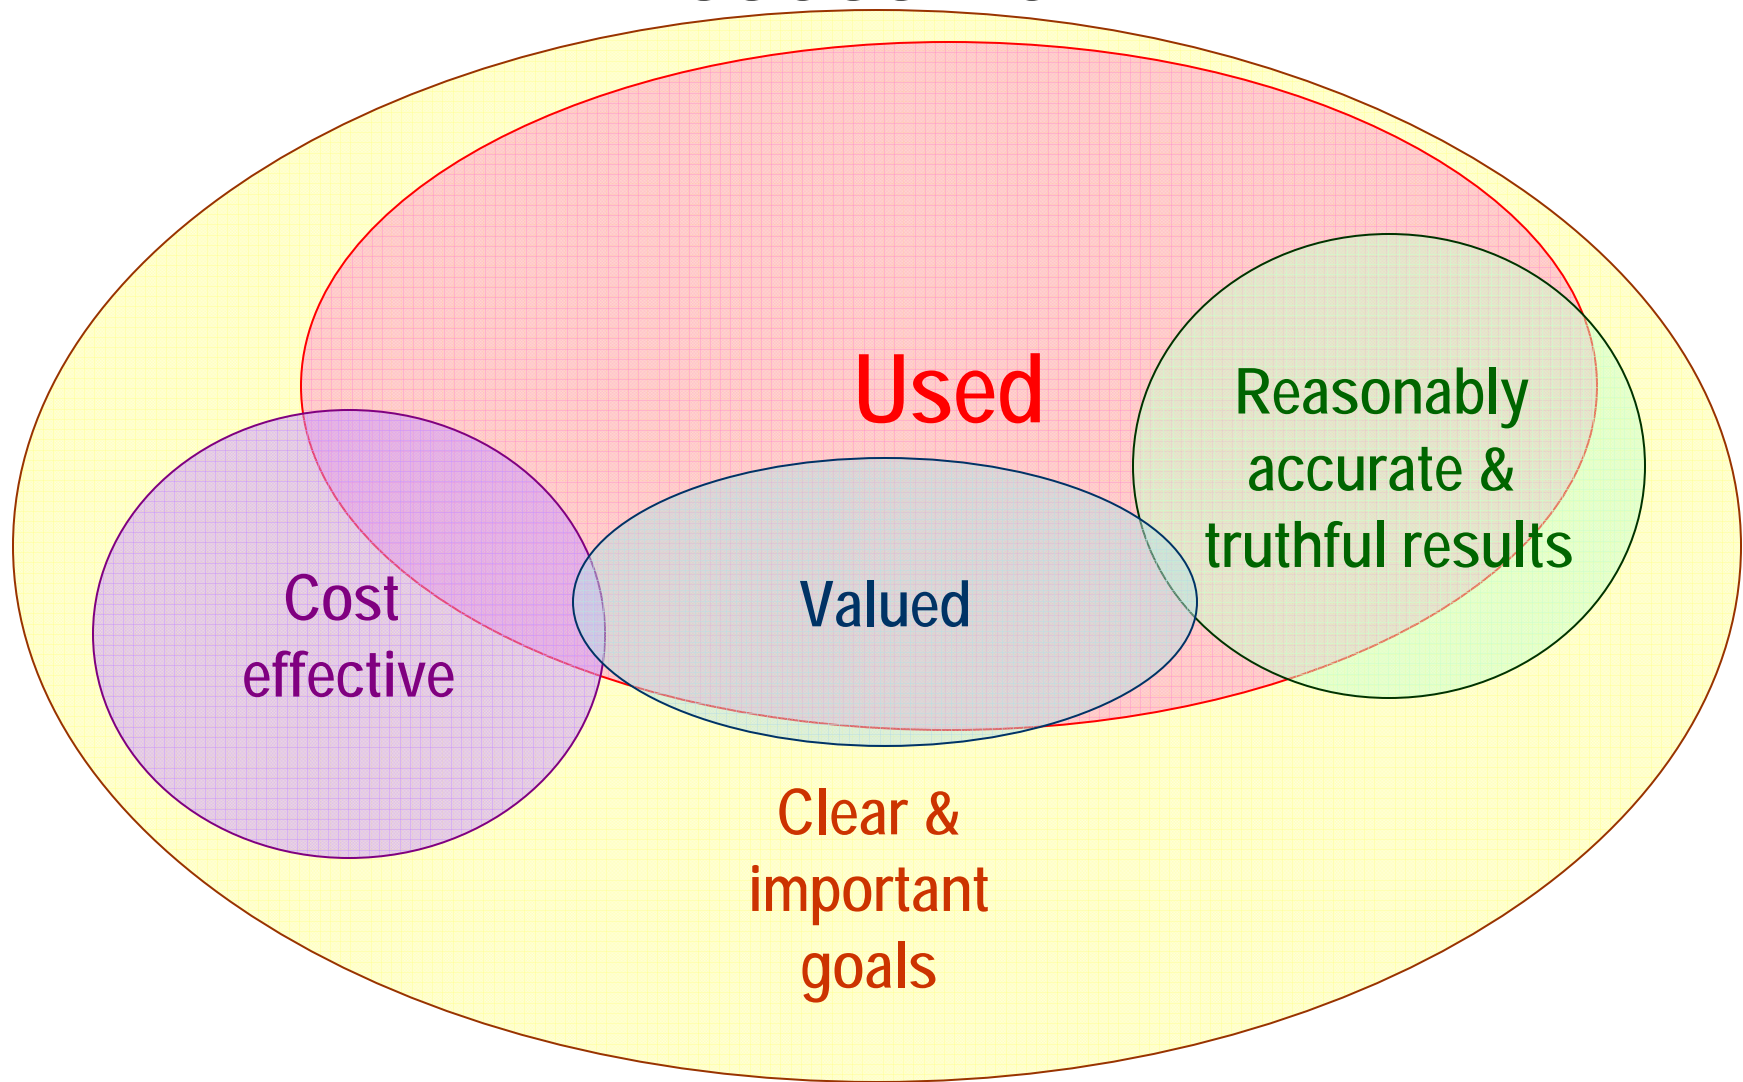 Used
Reasonably
accurate &
truthful results
Cost
effective
Valued
Clear &
important
goals